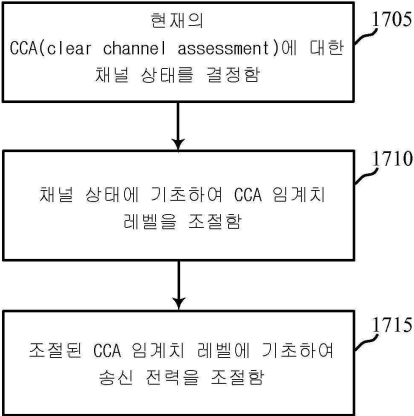 현재의
CCA(clear channel assessment)에 대한
채널 상태를 결정함
1705
채널 상태에 기초하여 CCA 임계치
레벨을 조절함
1710
조절된 CCA 임계치 레벨에 기초하여
송신 전력을 조절함
1715